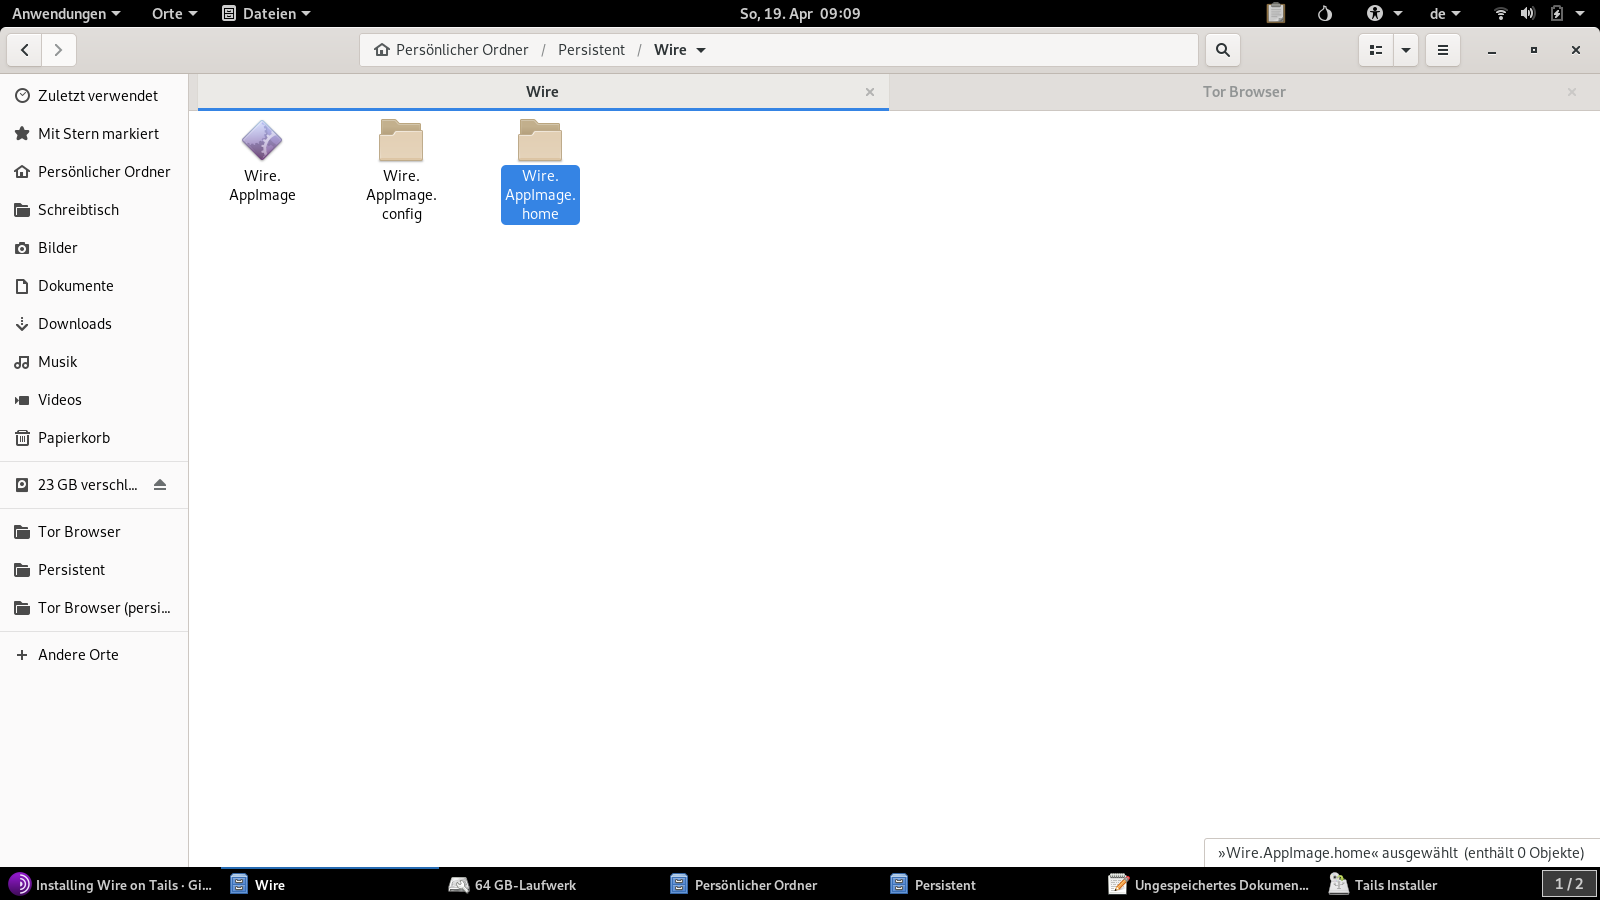 Anwendungen Orte Dateien So, 19. Apr 09:09 de
Persönlicher Ordner / Persistent / Wire
Wire Tor Browser
Zuletzt verwendet
Mit Stern markiert
Persönlicher Ordner
Schreibtisch
Bilder
Dokumente
Downloads
Musik
Videos
Papierkorb
23 GB verschl...
Tor Browser
Persistent
Tor Browser (persi...
Andere Orte
Wire.
AppImage
Wire.
AppImage.
config
Wire.
AppImage.
home
»Wire.AppImage.home« ausgewählt (enthält 0 Objekte)
Installing Wire on Tails · Gi... Wire 64 GB-Laufwerk Persönlicher Ordner Persistent Ungespeichertes Dokumen... Tails Installer 1 / 2